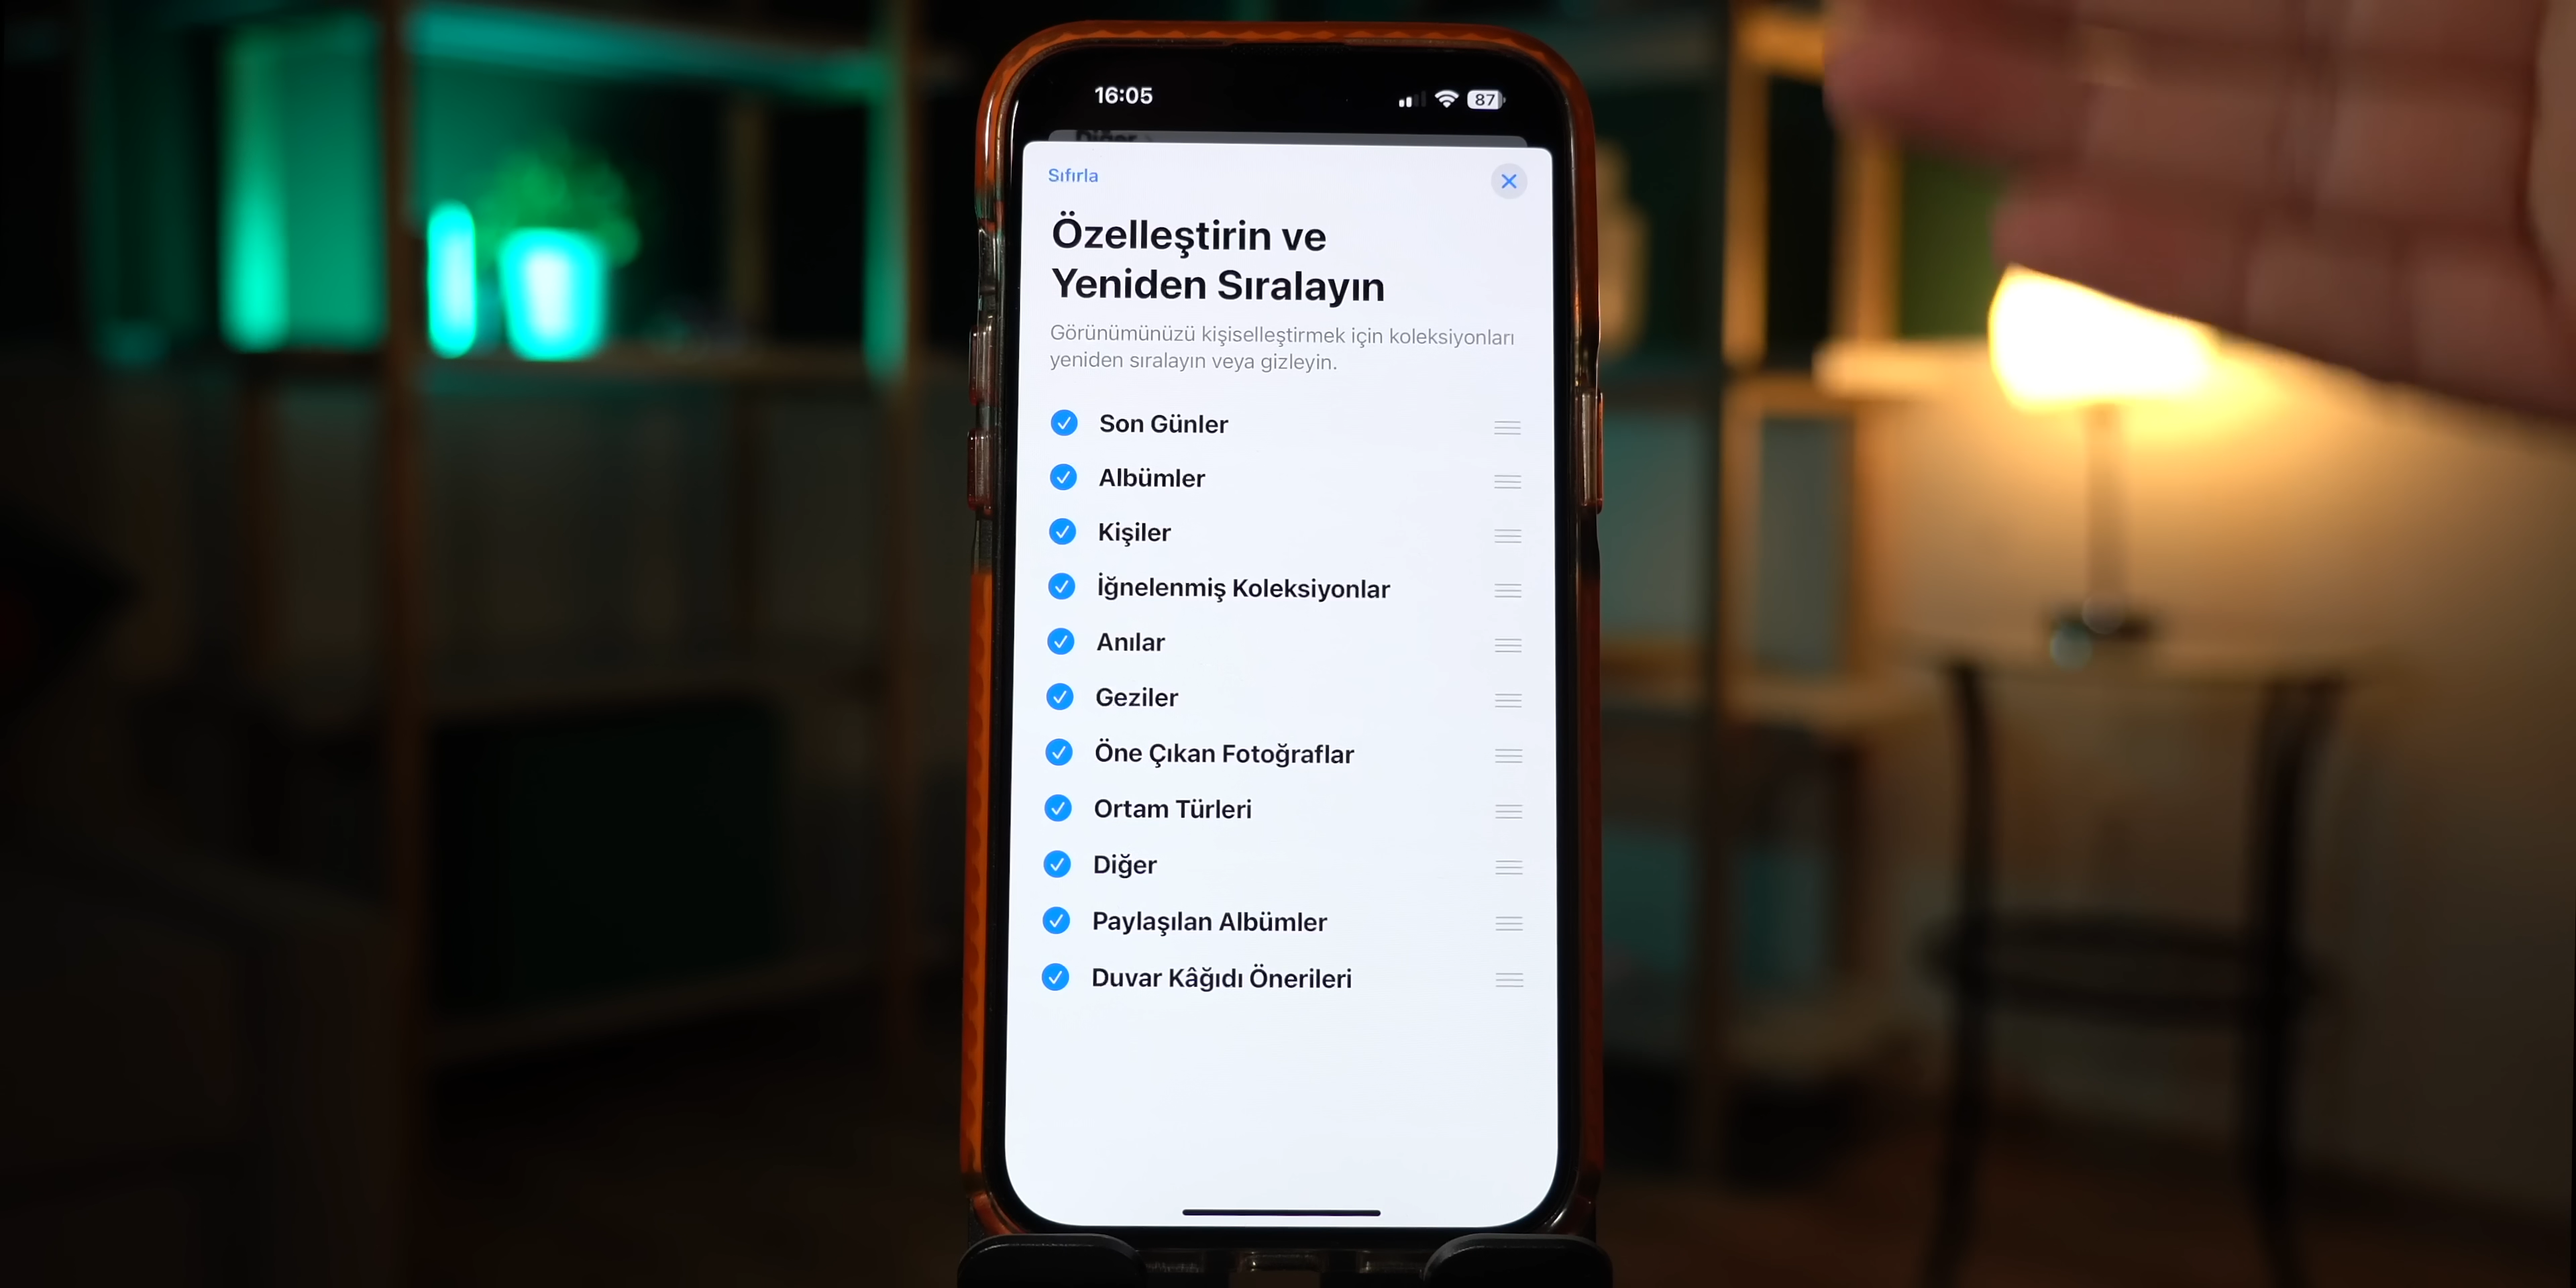 16:05
87
Diğer
Sıfırla
Özelleştirin ve
Yeniden Sıralayın
Görünümünüzü kişiselleştirmek için koleksiyonları
yeniden sıralayın veya gizleyin.
Son Günler
Albümler
Kişiler
İğnelenmiş Koleksiyonlar
Anılar
Geziler
Öne Çıkan Fotoğraflar
Ortam Türleri
Diğer
Paylaşılan Albümler
Duvar Kâğıdı Önerileri